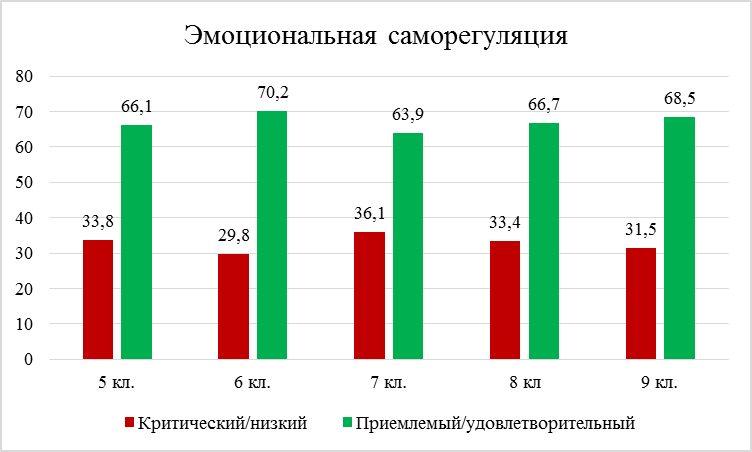 Эмоциональная саморегуляция
80
70
60
50
40
30
20
10
0
33,8
66,1
29,8
70,2
36,1
63,9
33,4
66,7
31,5
68,5
5 кл.
6 кл.
7 кл.
8 кл
9 кл.
Критический/низкий
Приемлемый/удовлетворительный